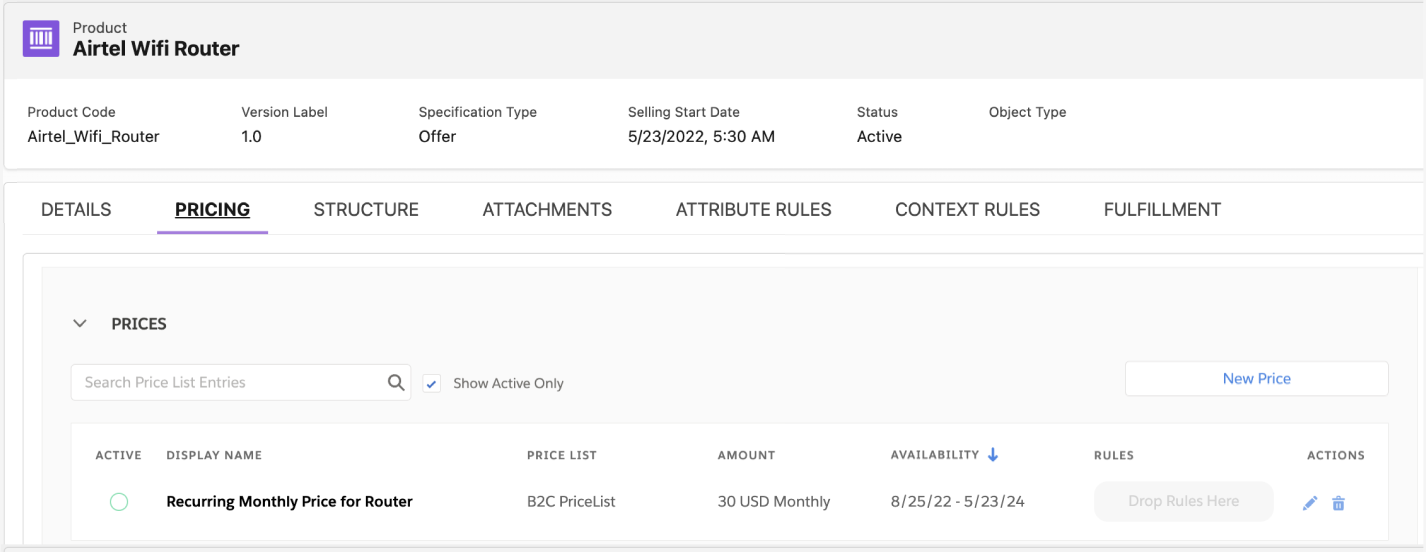 Product
Airtel Wifi Router
Product Code Version Label Specification Type Selling Start Date Status Object Type
Airtel_Wifi_Router 1.0 Offer 5/23/2022, 5:30 AM Active
DETAILS PRICING STRUCTURE ATTACHMENTS ATTRIBUTE RULES CONTEXT RULES FULFILLMENT
PRICES
Search Price List Entries Show Active Only New Price
ACTIVE DISPLAY NAME PRICE LIST AMOUNT AVAILABILITY RULES ACTIONS
Recurring Monthly Price for Router B2C PriceList 30 USD Monthly 8/25/22 - 5/23/24 Drop Rules Here